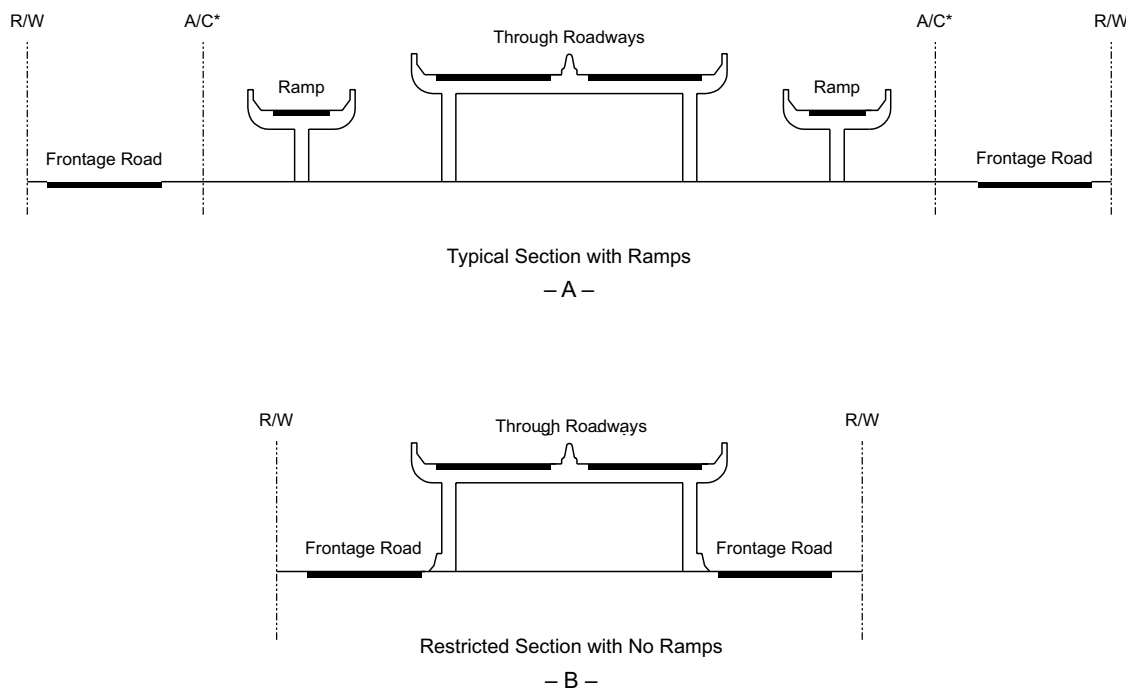 R/W
A/C*
Through Roadways
A/C*
R/W
Ramp
Ramp
Frontage Road
Frontage Road
Typical Section with Ramps
– A –
R/W
Through Roadways
R/W
Frontage Road
Frontage Road
Restricted Section with No Ramps
– B –